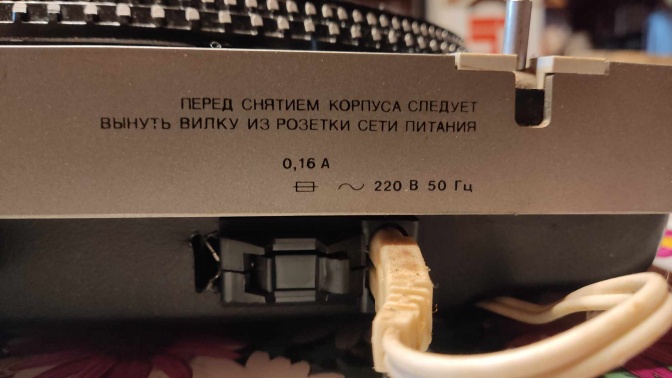 ПЕРЕД СНЯТИЕМ КОРПУСА СЛЕДУЕТ
ВЫНУТЬ ВИЛКУ ИЗ РОЗЕТКИ СЕТИ ПИТАНИЯ
0,16 А
~ 220 В 50 Гц